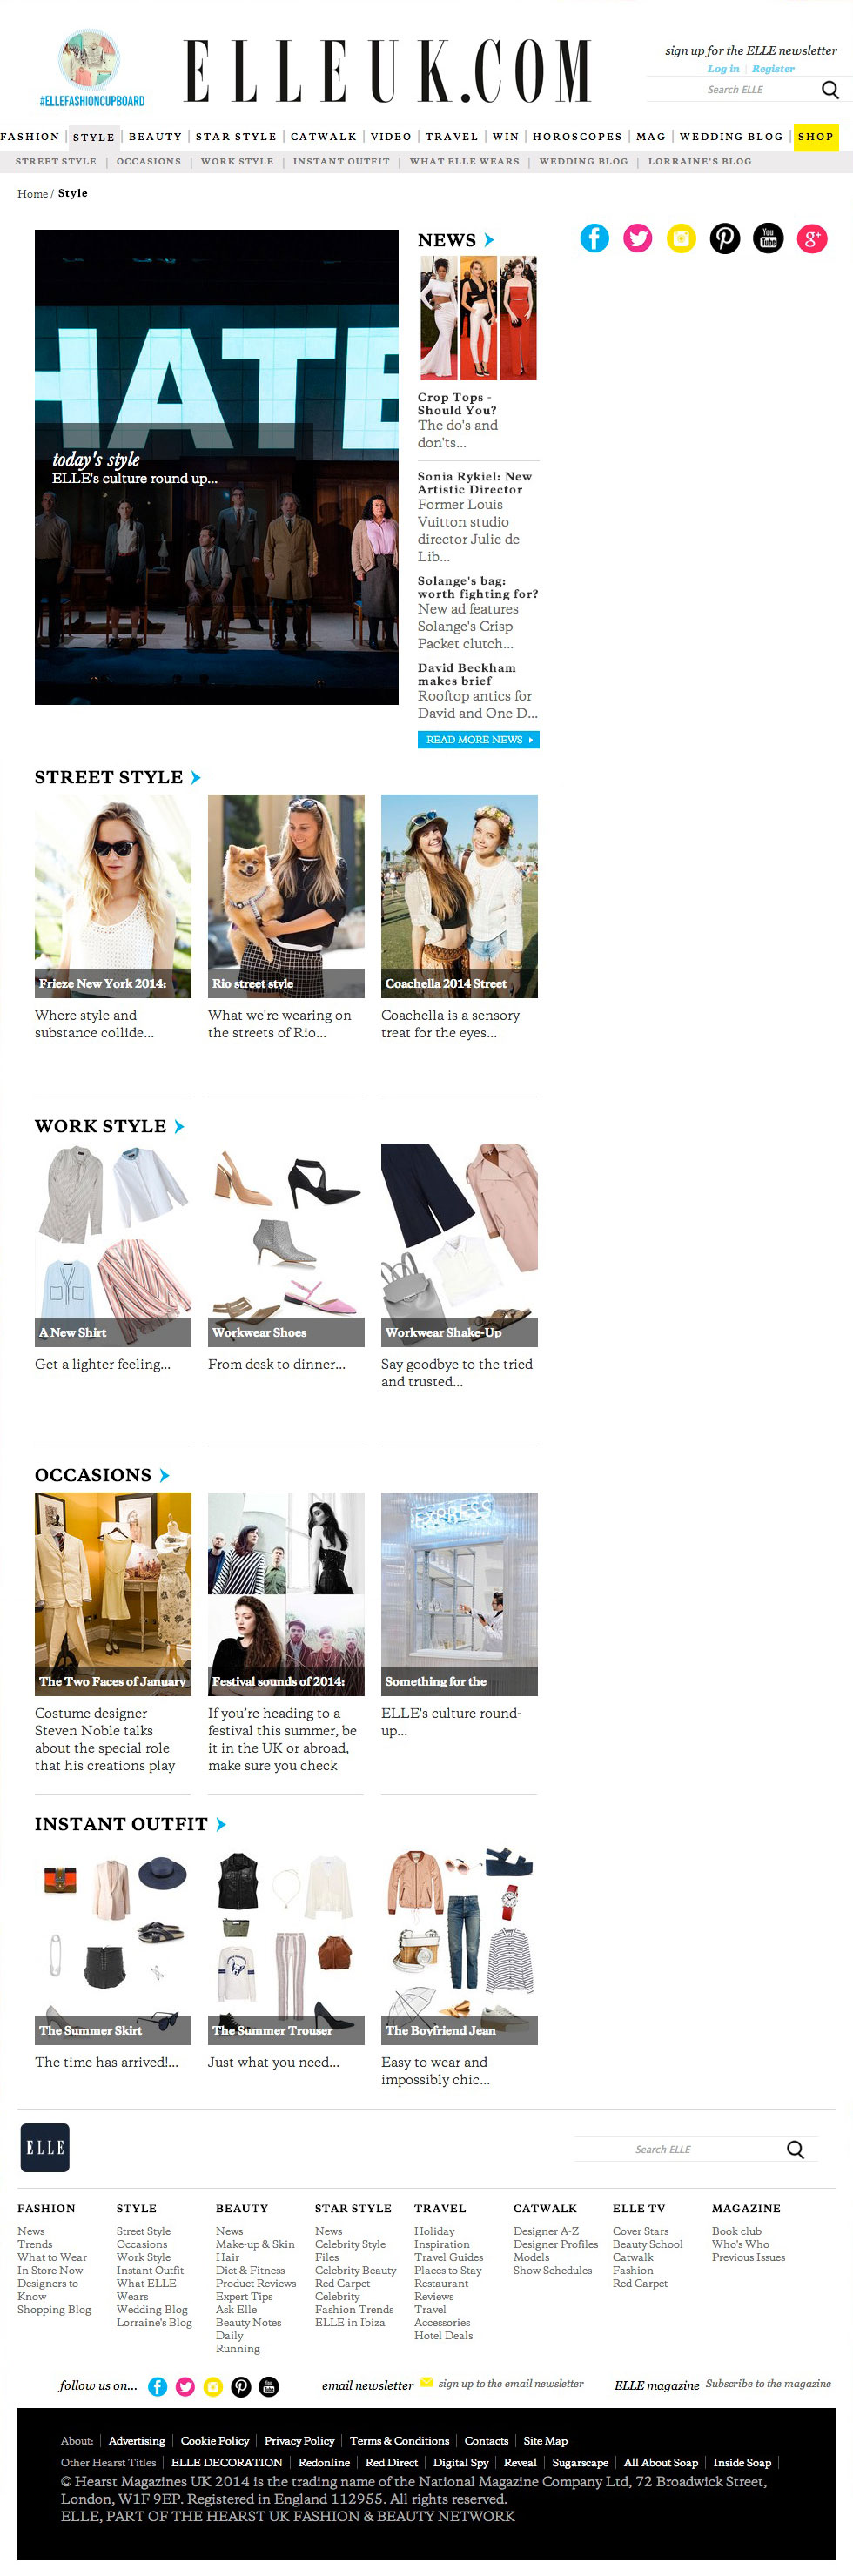 #ELLEFASHIONCUPBOARD
ELLEUK.COM
sign up for the ELLE newsletter
Log in | Register
Search ELLE
FASHION | STYLE | BEAUTY | STAR STYLE | CATWALK | VIDEO | TRAVEL | WIN | HOROSCOPES | MAG | WEDDING BLOG | SHOP
STREET STYLE | OCCASIONS | WORK STYLE | INSTANT OUTFIT | WHAT ELLE WEARS | WEDDING BLOG | LORRAINE'S BLOG
Home / Style
HATE
today's style
ELLE's culture round up...
NEWS
Crop Tops -
Should You?
The do's and
don'ts...
Sonia Rykiel: New
Artistic Director
Former Louis
Vuitton studio
director Julie de
Lib...
Solange's bag:
worth fighting for?
New ad features
Solange's Crisp
Packet clutch...
David Beckham
makes brief
Rooftop antics for
David and One D...
READ MORE NEWS
You
Tube
STREET STYLE
Frieze New York 2014:
Rio street style
Coachella 2014 Street
Where style and
substance collide...
What we're wearing on
the streets of Rio...
Coachella is a sensory
treat for the eyes...
WORK STYLE
A New Shirt
Workwear Shoes
Workwear Shake-Up
Get a lighter feeling...
From desk to dinner...
Say goodbye to the tried
and trusted...
OCCASIONS
EXPRESS
The Two Faces of January
Festival sounds of 2014:
Something for the
Costume designer
Steven Noble talks
about the special role
that his creations play
If you're heading to a
festival this summer, be
it in the UK or abroad,
make sure you check
ELLE's culture round-
up...
INSTANT OUTFIT
The Summer Skirt
The Summer Trouser
The Boyfriend Jean
The time has arrived!...
Just what you need...
Easy to wear and
impossibly chic...
ELLE
Search ELLE
FASHION
News
Trends
What to Wear
In Store Now
Designers to
Know
Shopping Blog
STYLE
Street Style
Occasions
Work Style
Instant Outfit
What ELLE
Wears
Wedding Blog
Lorraine's Blog
BEAUTY
News
Make-up & Skin
Hair
Diet & Fitness
Product Reviews
Expert Tips
Ask Elle
Beauty Notes
Daily
Running
STAR STYLE
News
Celebrity Style
Files
Celebrity Beauty
Red Carpet
Celebrity
Fashion Trends
ELLE in Ibiza
TRAVEL
Holiday
Inspiration
Travel Guides
Places to Stay
Restaurant
Reviews
Travel
Accessories
Hotel Deals
CATWALK
Designer A-Z
Designer Profiles
Models
Show Schedules
ELLE TV
Cover Stars
Beauty School
Catwalk
Fashion
Red Carpet
MAGAZINE
Book club
Who's Who
Previous Issues
follow us on...
email newsletter sign up to the email newsletter
ELLE magazine Subscribe to the magazine
About: | Advertising | Cookie Policy | Privacy Policy | Terms & Conditions | Contacts | Site Map
Other Hearst Titles | ELLE DECORATION | Redonline | Red Direct | Digital Spy | Reveal | Sugarscape | All About Soap | Inside Soap |
© Hearst Magazines UK 2014 is the trading name of the National Magazine Company Ltd, 72 Broadwick Street,
London, W1F 9EP. Registered in England 112955. All rights reserved.
ELLE, PART OF THE HEARST UK FASHION & BEAUTY NETWORK